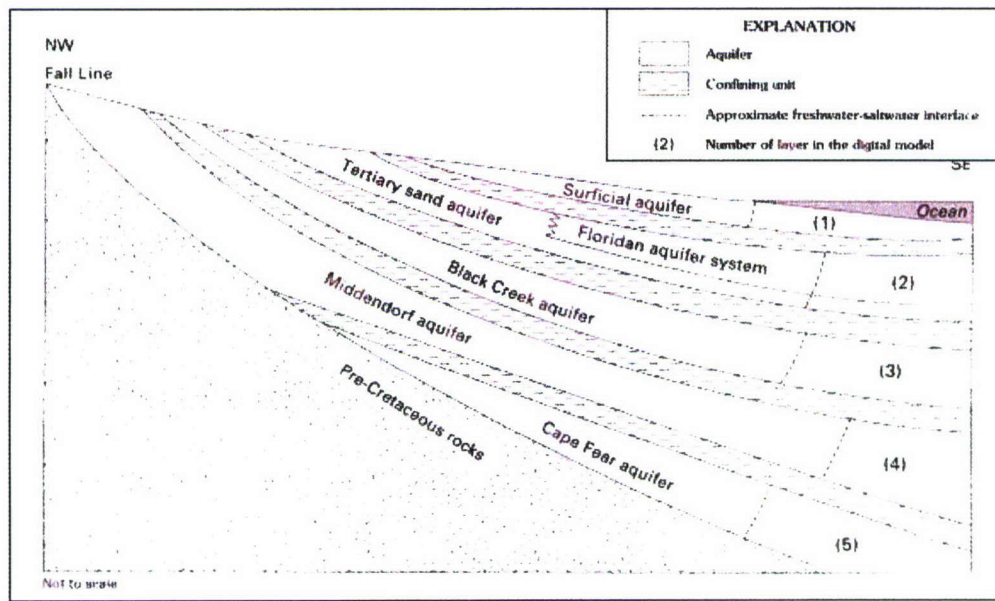 EXPLANATION
Aquifer
Confining unit
Approximate freshwater-saltwater interface
(2) Number of layer in the digital model
NW
Fall Line
SE
Ocean
Surficial aquifer
(1)
Tertiary sand aquifer
Floridan aquifer system
(2)
Black Creek aquifer
(3)
Middendorf aquifer
(4)
Pre-Cretaceous rocks
Cape Fear aquifer
(5)
Not to scale